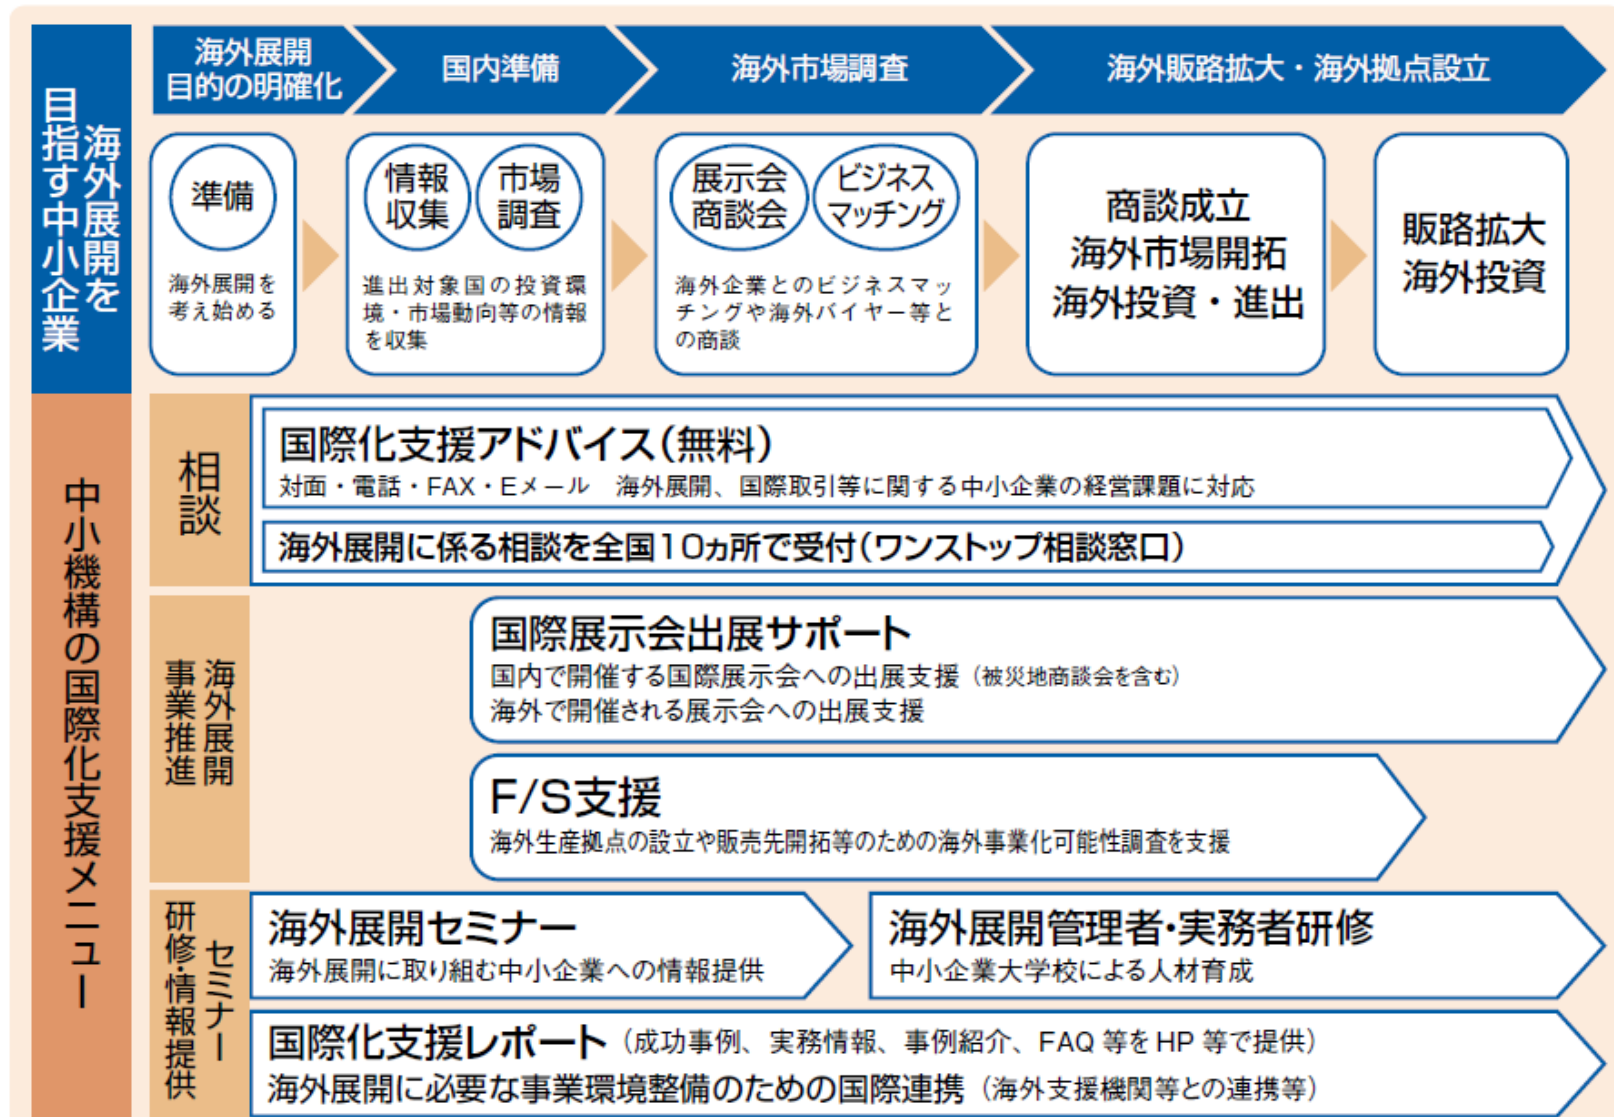 海外展開を
目指す中小企業
海外展開
目的の明確化
国内準備
海外市場調査
海外販路拡大・海外拠点設立
準備
海外展開を
考え始める
情報
収集
市場
調査
進出対象国の投資環
境・市場動向等の情報
を収集
展示会
商談会
ビジネス
マッチング
海外企業とのビジネスマッ
チングや海外バイヤー等と
の商談
商談成立
海外市場開拓
海外投資・進出
販路拡大
海外投資
中小機構の国際化支援メニュー
相談
国際化支援アドバイス(無料)
対面・電話・FAX・Eメール　海外展開、国際取引等に関する中小企業の経営課題に対応
海外展開に係る相談を全国10ヵ所で受付(ワンストップ相談窓口)
海外展開
事業推進
国際展示会出展サポート
国内で開催する国際展示会への出展支援(被災地商談会を含む)
海外で開催される展示会への出展支援
F/S支援
海外生産拠点の設立や販売先開拓等のための海外事業化可能性調査を支援
セミナー
研修・情報提供
海外展開セミナー
海外展開に取り組む中小企業への情報提供
海外展開管理者・実務者研修
中小企業大学校による人材育成
国際化支援レポート(成功事例、実務情報、事例紹介、FAQ 等をHP 等で提供)
海外展開に必要な事業環境整備のための国際連携(海外支援機関等との連携等)